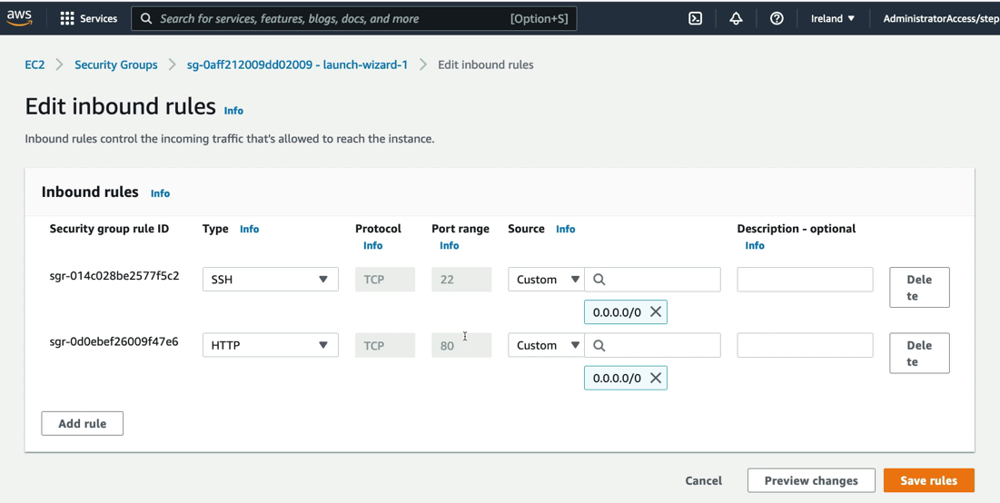 aws Services Search for services, features, blogs, docs, and more [Option+S] Ireland ▼ AdministratorAccess/step
EC2 > Security Groups > sg-0aff212009dd02009 - launch-wizard-1 > Edit inbound rules
Edit inbound rules Info
Inbound rules control the incoming traffic that's allowed to reach the instance.
Inbound rules Info
Security group rule ID Type Info Protocol Port range Source Info Description - optional
Info Info Info
sgr-014c028be2577f5c2 SSH TCP 22 Custom Dele
te
0.0.0.0/0
sgr-0d0ebef26009f47e6 HTTP TCP 80 Custom Dele
te
0.0.0.0/0
Add rule
Cancel Preview changes Save rules